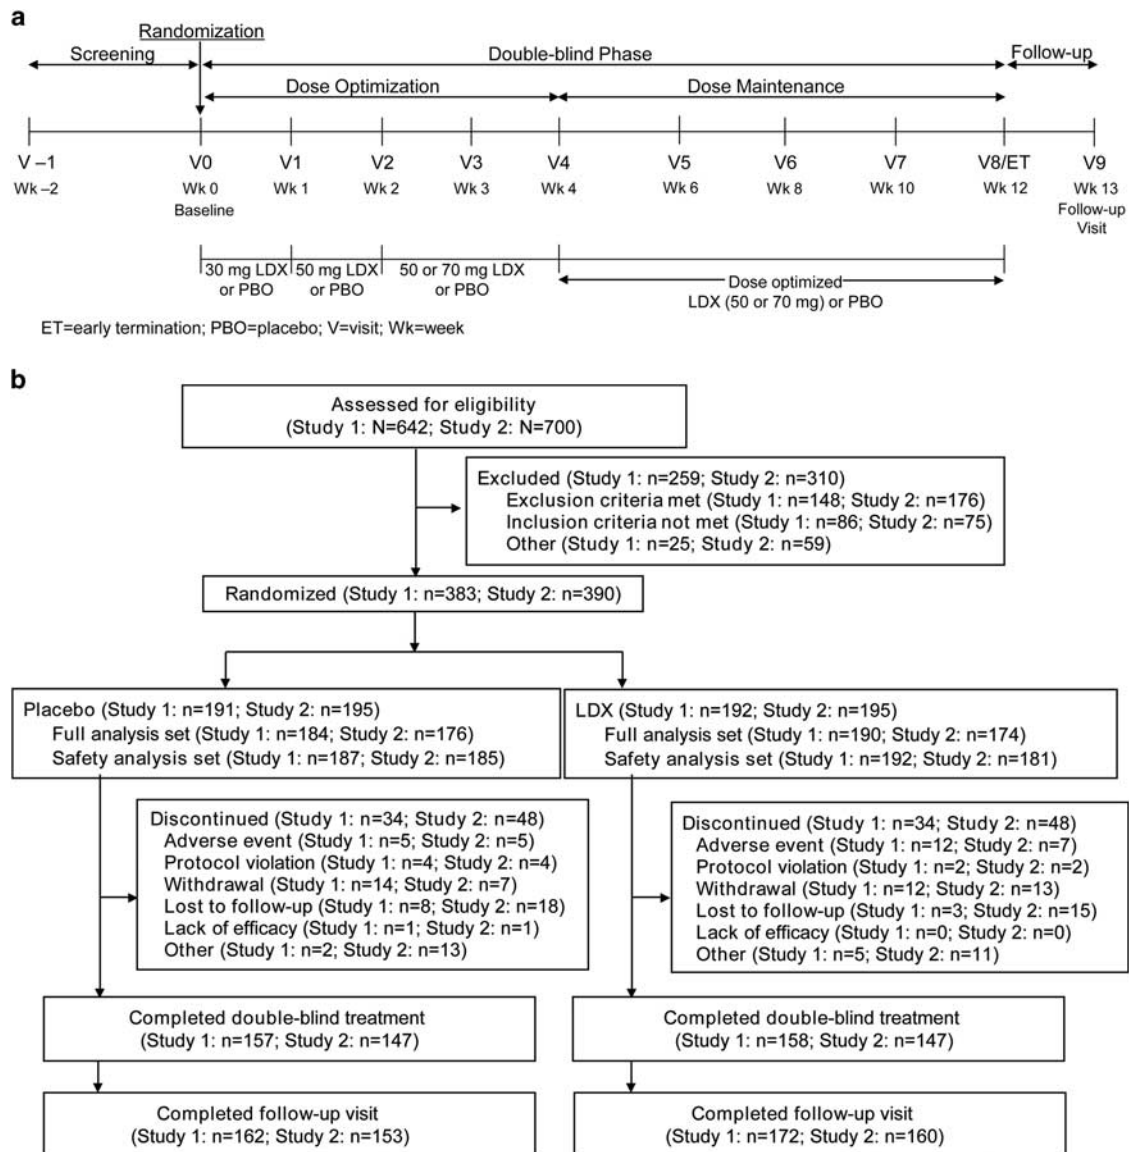 a
Randomization
Screening
Double-blind Phase
Follow-up
Dose Optimization
Dose Maintenance
V –1
V0
V1
V2
V3
V4
V5
V6
V7
V8/ET
V9
Wk –2
Wk 0
Wk 1
Wk 2
Wk 3
Wk 4
Wk 6
Wk 8
Wk 10
Wk 12
Wk 13
Baseline
Follow-up
Visit
30 mg LDX
or PBO
50 mg LDX
or PBO
50 or 70 mg LDX
or PBO
Dose optimized
LDX (50 or 70 mg) or PBO
ET=early termination; PBO=placebo; V=visit; Wk=week
b
Assessed for eligibility
(Study 1: N=642; Study 2: N=700)
Excluded (Study 1: n=259; Study 2: n=310)
Exclusion criteria met (Study 1: n=148; Study 2: n=176)
Inclusion criteria not met (Study 1: n=86; Study 2: n=75)
Other (Study 1: n=25; Study 2: n=59)
Randomized (Study 1: n=383; Study 2: n=390)
Placebo (Study 1: n=191; Study 2: n=195)
Full analysis set (Study 1: n=184; Study 2: n=176)
Safety analysis set (Study 1: n=187; Study 2: n=185)
LDX (Study 1: n=192; Study 2: n=195)
Full analysis set (Study 1: n=190; Study 2: n=174)
Safety analysis set (Study 1: n=192; Study 2: n=181)
Discontinued (Study 1: n=34; Study 2: n=48)
Adverse event (Study 1: n=5; Study 2: n=5)
Protocol violation (Study 1: n=4; Study 2: n=4)
Withdrawal (Study 1: n=14; Study 2: n=7)
Lost to follow-up (Study 1: n=8; Study 2: n=18)
Lack of efficacy (Study 1: n=1; Study 2: n=1)
Other (Study 1: n=2; Study 2: n=13)
Discontinued (Study 1: n=34; Study 2: n=48)
Adverse event (Study 1: n=12; Study 2: n=7)
Protocol violation (Study 1: n=2; Study 2: n=2)
Withdrawal (Study 1: n=12; Study 2: n=13)
Lost to follow-up (Study 1: n=3; Study 2: n=15)
Lack of efficacy (Study 1: n=0; Study 2: n=0)
Other (Study 1: n=5; Study 2: n=11)
Completed double-blind treatment
(Study 1: n=157; Study 2: n=147)
Completed double-blind treatment
(Study 1: n=158; Study 2: n=147)
Completed follow-up visit
(Study 1: n=162; Study 2: n=153)
Completed follow-up visit
(Study 1: n=172; Study 2: n=160)